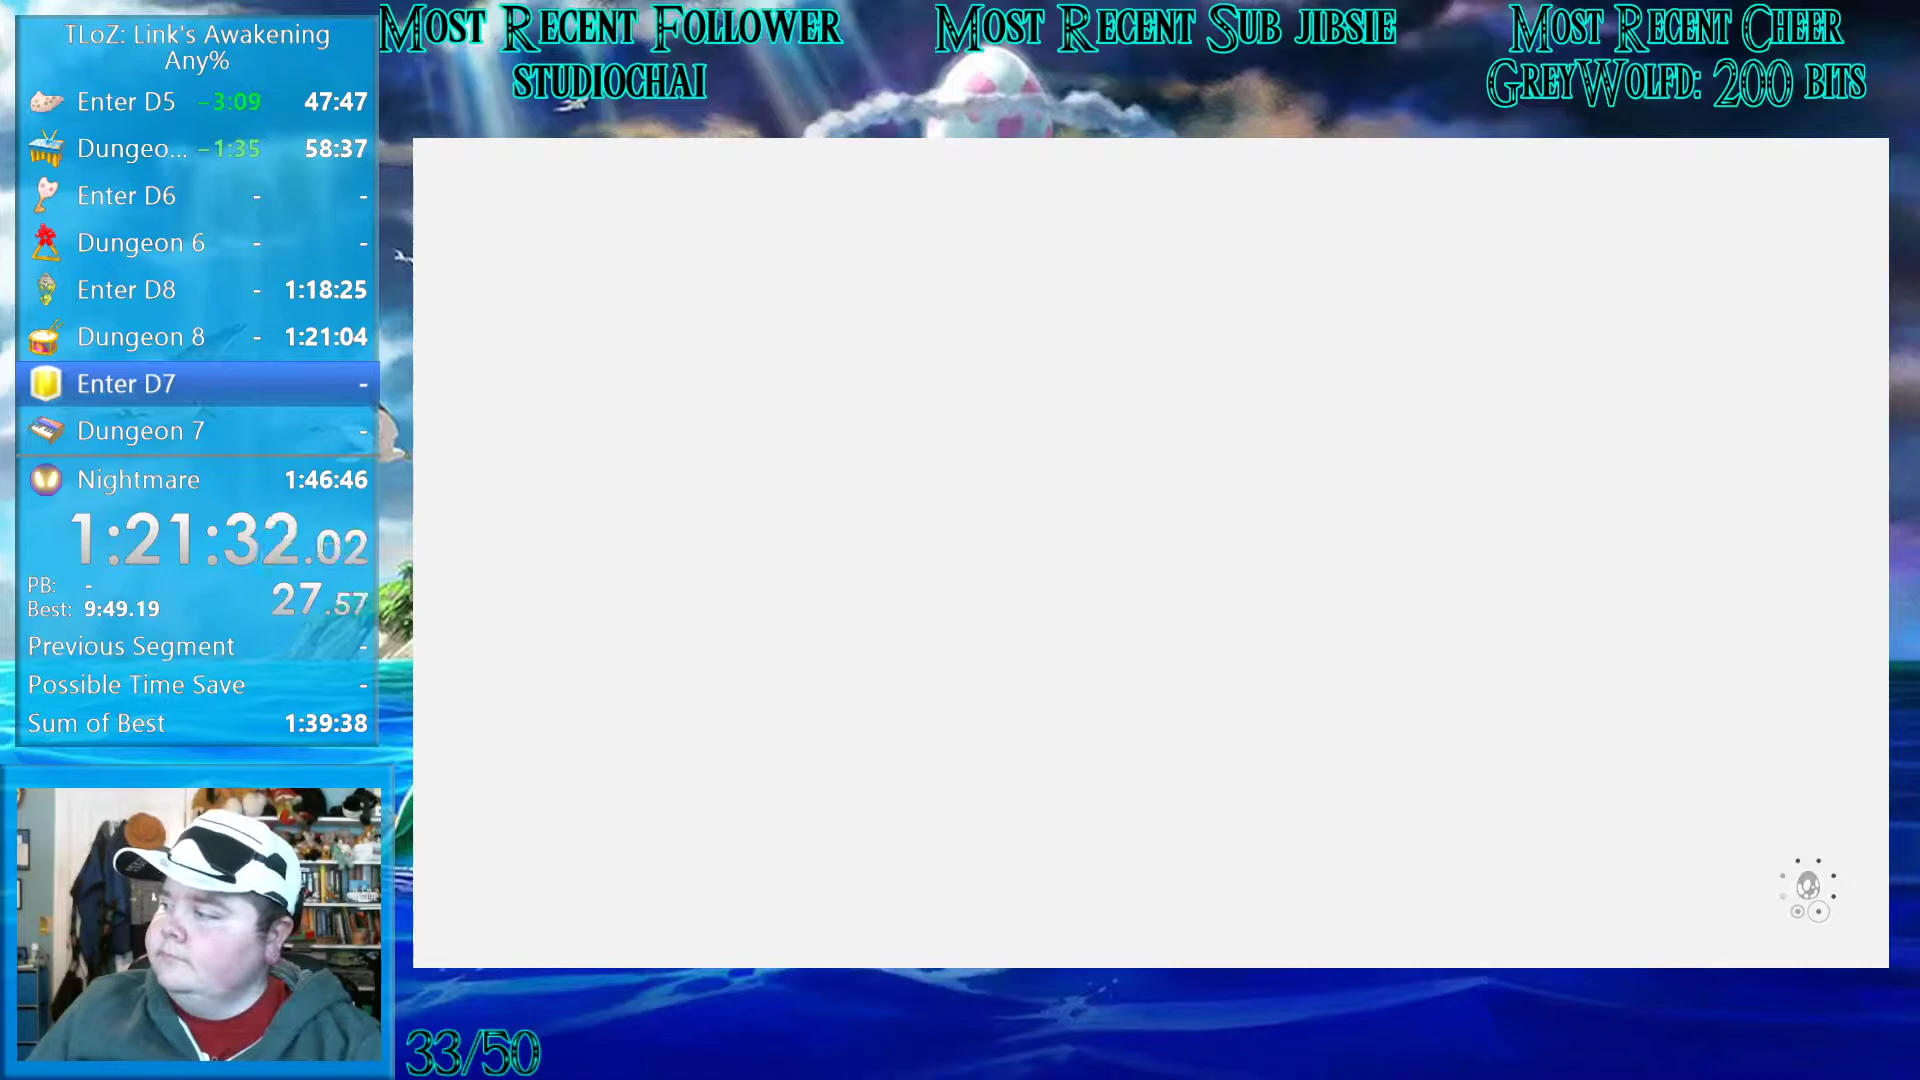 TLoZ: Link's Awakening
Any%
Enter D5 -3:09 47:47
Dungeo... -1:35 58:37
Enter D6 - -
Dungeon 6 - -
Enter D8 - 1:18:25
Dungeon 8 - 1:21:04
Enter D7 -
Dungeon 7 -
Nightmare 1:46:46
1:21:32.02
PB: -
Best: 9:49.19
27.57
Previous Segment -
Possible Time Save -
Sum of Best 1:39:38
Most Recent Follower
studiochai
Most Recent Sub jibsie
Most Recent Cheer
GreyWolfd: 200 bits
33/50